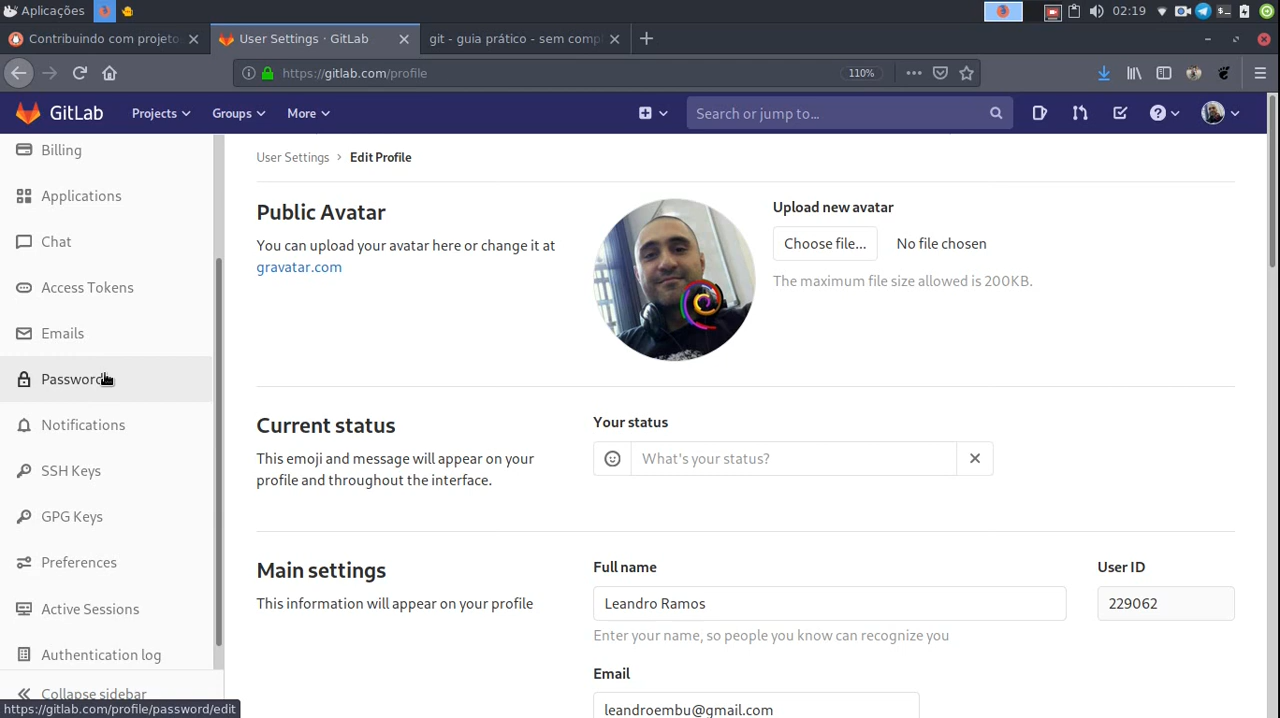 Aplicações
02:19
Contribuindo com projeto
User Settings · GitLab
git - guia prático - sem comp
https://gitlab.com/profile
110%
GitLab
Projects
Groups
More
Search or jump to...
Billing
Applications
Chat
Access Tokens
Emails
Password
Notifications
SSH Keys
GPG Keys
Preferences
Active Sessions
Authentication log
Collapse sidebar
https://gitlab.com/profile/password/edit
User Settings › Edit Profile
Public Avatar
You can upload your avatar here or change it at
gravatar.com
Upload new avatar
Choose file... No file chosen
The maximum file size allowed is 200KB.
Current status
This emoji and message will appear on your
profile and throughout the interface.
Your status
What's your status?
Main settings
This information will appear on your profile
Full name
Leandro Ramos
Enter your name, so people you know can recognize you
User ID
229062
Email
leandroembu@gmail.com